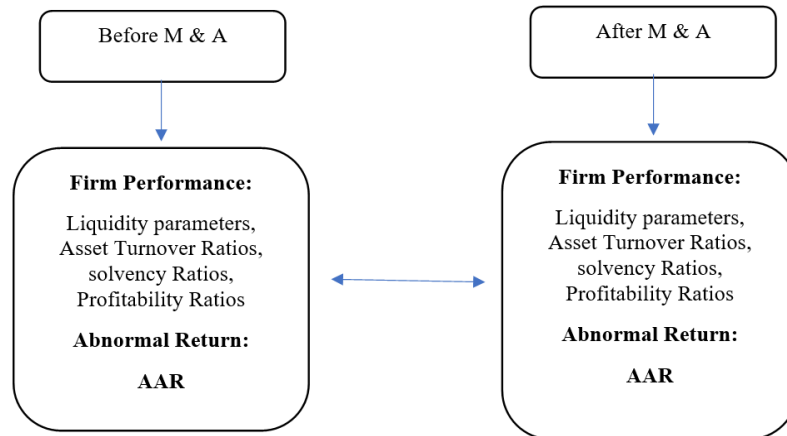 Before M & A
After M & A
Firm Performance:
Liquidity parameters,
Asset Turnover Ratios,
solvency Ratios,
Profitability Ratios
Abnormal Return:
AAR
Firm Performance:
Liquidity parameters,
Asset Turnover Ratios,
solvency Ratios,
Profitability Ratios
Abnormal Return:
AAR